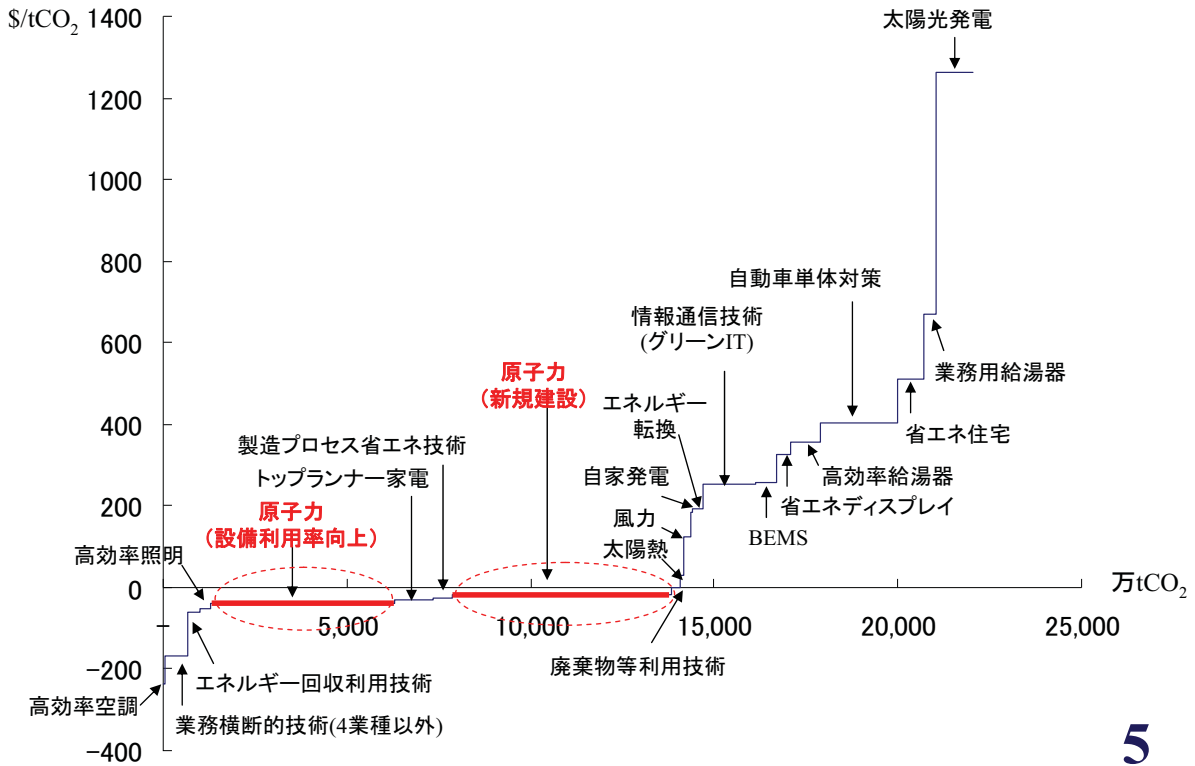 $/tCO2
1400
1200
1000
800
600
400
200
0
-200
-400
-
5,000
10,000
15,000
20,000
25,000
万tCO2
太陽光発電
自動車単体対策
情報通信技術
(グリーンIT)
業務用給湯器
原子力
(新規建設)
エネルギー
転換
省エネ住宅
製造プロセス省エネ技術
トップランナー家電
自家発電
高効率給湯器
省エネディスプレイ
原子力
(設備利用率向上)
風力
BEMS
高効率照明
太陽熱
廃棄物等利用技術
エネルギー回収利用技術
高効率空調
業務横断的技術(4業種以外)
5